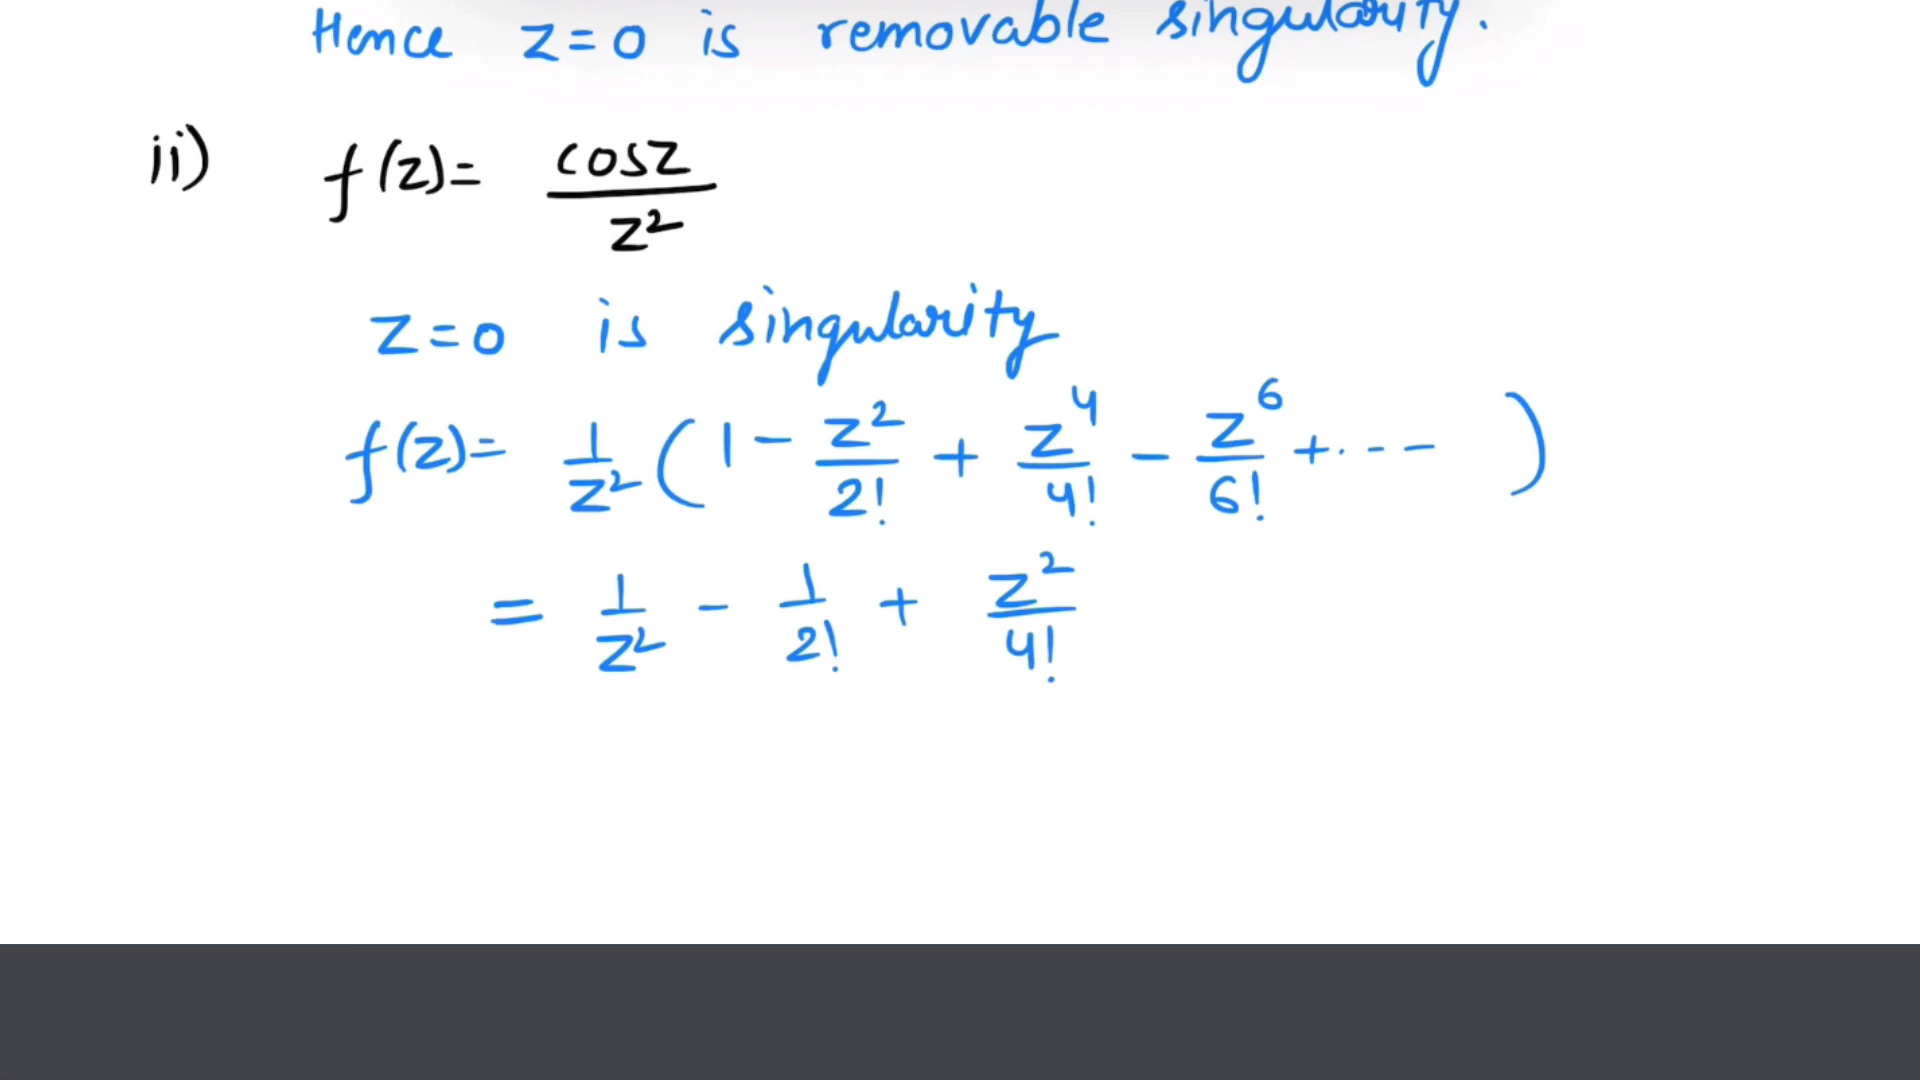 Hence z=0 is removable singularity.
ii) f(z)= cosz/z²
z=0 is singularity
f(z)= 1/z² (1 - z²/2! + z⁴/4! - z⁶/6! +... )
= 1/z² - 1/2! + z²/4!